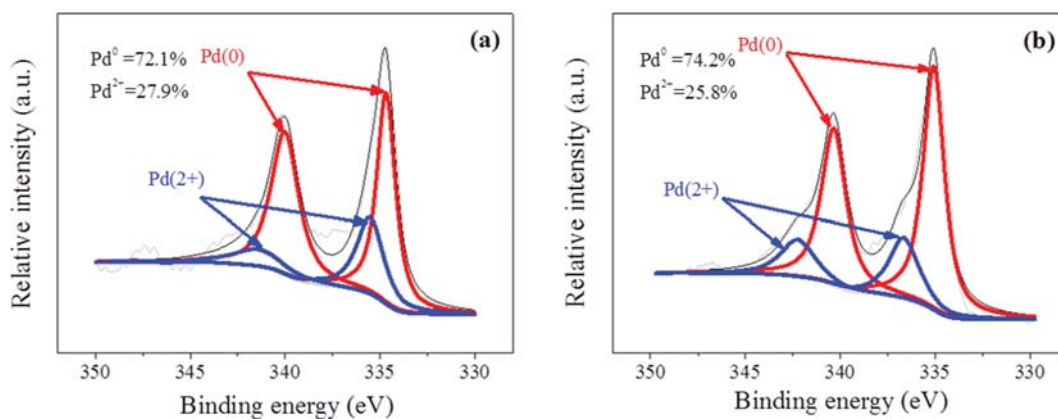 (a)
Pd⁰ =72.1%
Pd²⁺ =27.9%
Pd(0)
Pd(2+)
Relative intensity (a.u.)
350 345 340 335 330
Binding energy (eV)
(b)
Pd⁰ =74.2%
Pd²⁺ =25.8%
Pd(0)
Pd(2+)
Relative intensity (a.u.)
350 345 340 335 330
Binding energy (eV)